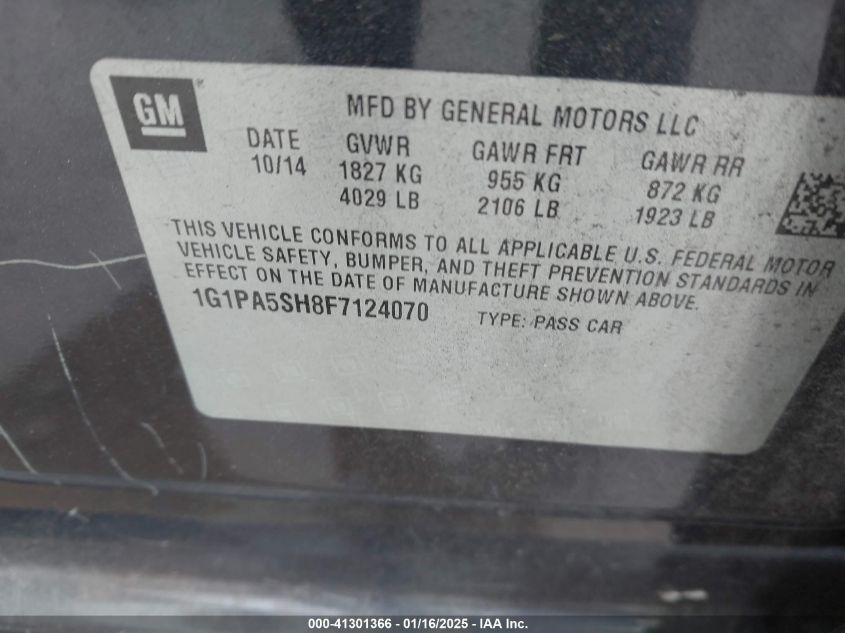 GM
MFD BY GENERAL MOTORS LLC
DATE GVWR GAWR FRT GAWR RR
10/14 1827 KG 955 KG 872 KG
4029 LB 2106 LB 1923 LB
THIS VEHICLE CONFORMS TO ALL APPLICABLE U.S. FEDERAL MOTOR
VEHICLE SAFETY, BUMPER, AND THEFT PREVENTION STANDARDS IN
EFFECT ON THE DATE OF MANUFACTURE SHOWN ABOVE.
1G1PA5SH8F7124070 TYPE: PASS CAR
000-41301366 - 01/16/2025 - IAA Inc.